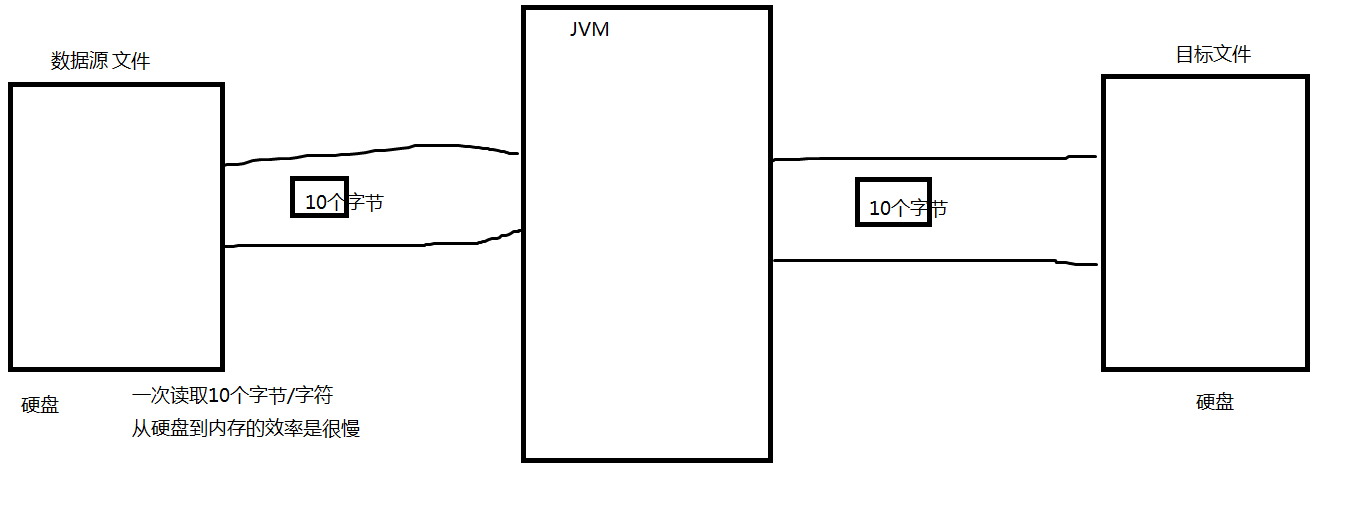 JVM
数据源 文件
目标文件
10个字节
10个字节
硬盘
一次读取10个字节/字符
从硬盘到内存的效率是很慢
硬盘